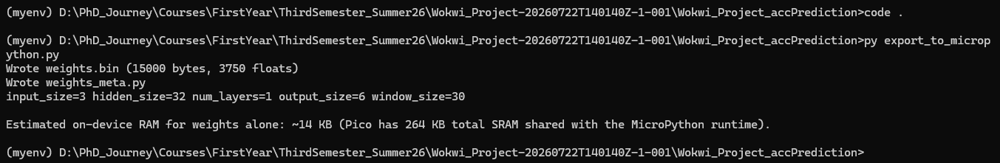 (myenv) D:\PhD_Journey\Courses\FirstYear\ThirdSemester_Summer26\Wokwi_Project-20260722T140140Z-1-001\Wokwi_Project_accPrediction>code .
(myenv) D:\PhD_Journey\Courses\FirstYear\ThirdSemester_Summer26\Wokwi_Project-20260722T140140Z-1-001\Wokwi_Project_accPrediction>py export_to_microp
ython.py
Wrote weights.bin (15000 bytes, 3750 floats)
Wrote weights_meta.py
input_size=3 hidden_size=32 num_layers=1 output_size=6 window_size=30
Estimated on-device RAM for weights alone: ~14 KB (Pico has 264 KB total SRAM shared with the MicroPython runtime).
(myenv) D:\PhD_Journey\Courses\FirstYear\ThirdSemester_Summer26\Wokwi_Project-20260722T140140Z-1-001\Wokwi_Project_accPrediction>